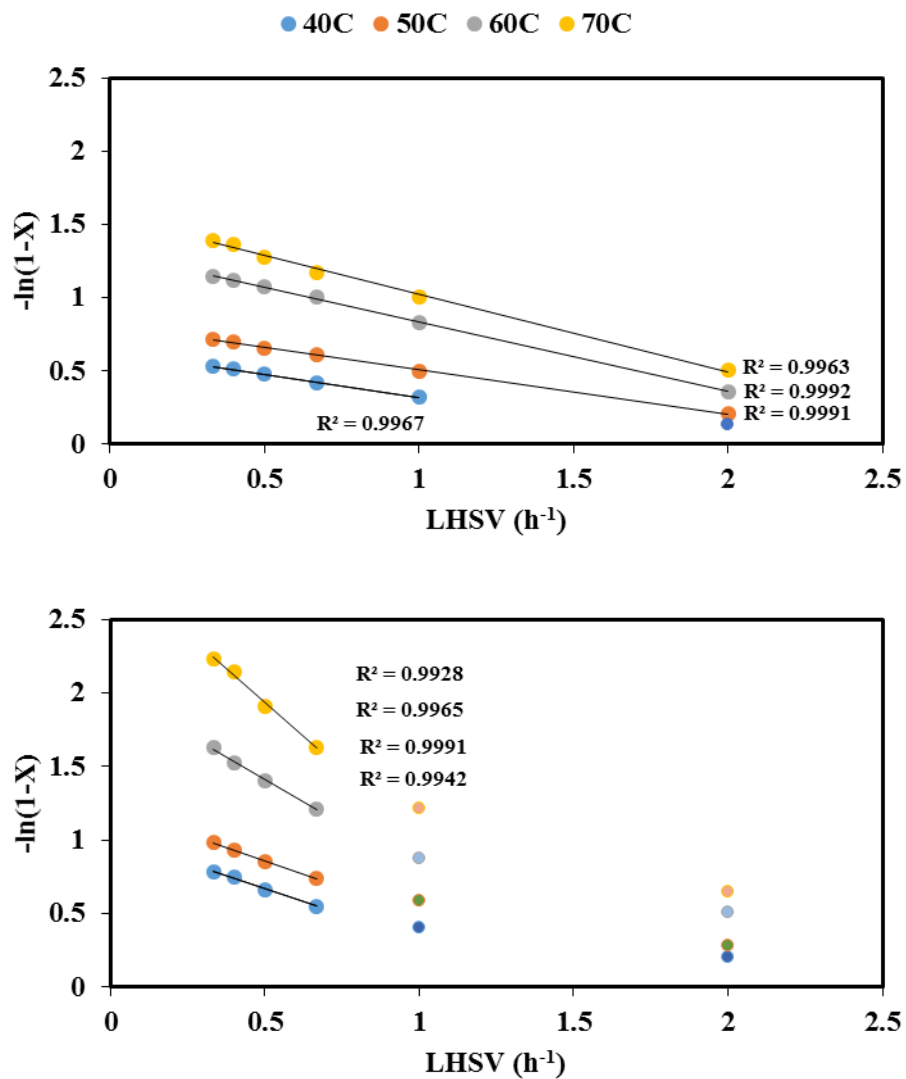 40C 50C 60C 70C
2.5
2
1.5
1
0.5
0
-ln(1-X)
R² = 0.9963
R² = 0.9992
R² = 0.9991
R² = 0.9967
0 0.5 1 1.5 2 2.5
LHSV (h⁻¹)
2.5
2
1.5
1
0.5
0
-ln(1-X)
R² = 0.9928
R² = 0.9965
R² = 0.9991
R² = 0.9942
0 0.5 1 1.5 2 2.5
LHSV (h⁻¹)